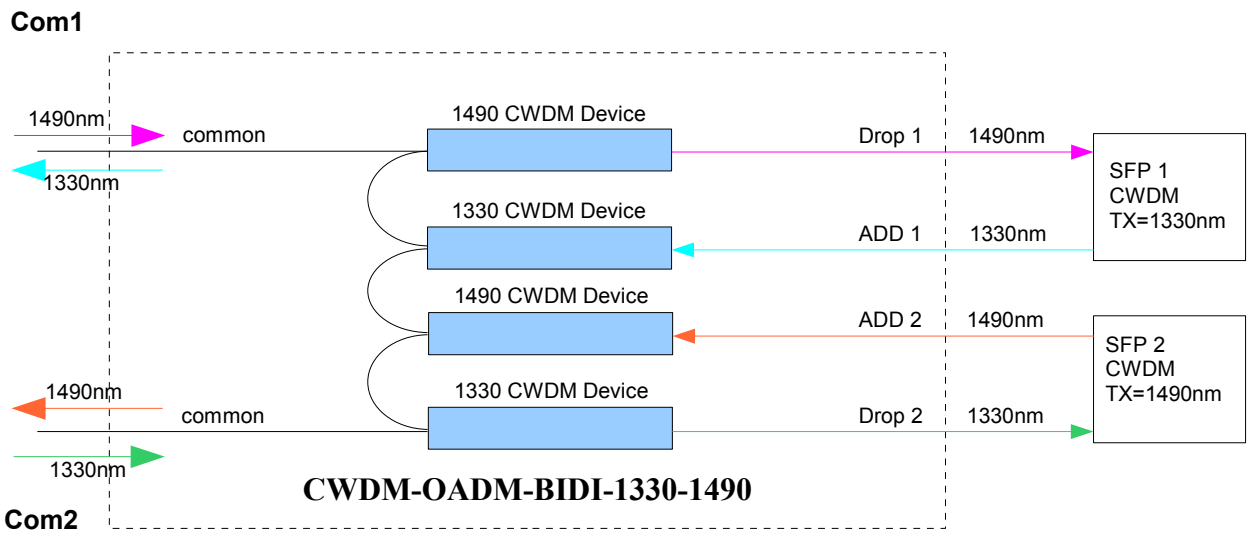 Com1
1490nm
common
1330nm
1490 CWDM Device
Drop 1
1490nm
SFP 1
CWDM
TX=1330nm
1330 CWDM Device
ADD 1
1330nm
1490 CWDM Device
ADD 2
1490nm
SFP 2
CWDM
TX=1490nm
1490nm
common
1330nm
1330 CWDM Device
Drop 2
1330nm
CWDM-OADM-BIDI-1330-1490
Com2